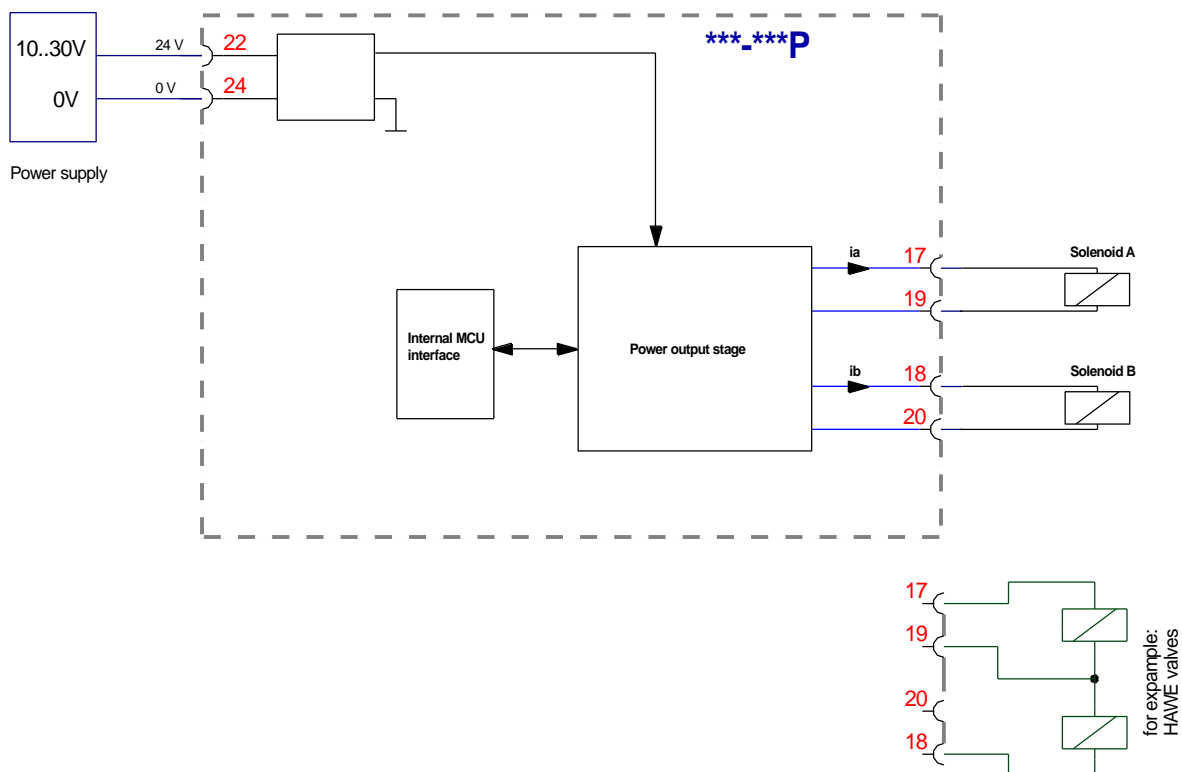 ***-***P
10..30V
24 V
22
0V
0 V
24
Power supply
ia
17
Solenoid A
19
Internal MCU
interface
Power output stage
ib
18
Solenoid B
20
17
19
20
18
for expample:
HAWE valves